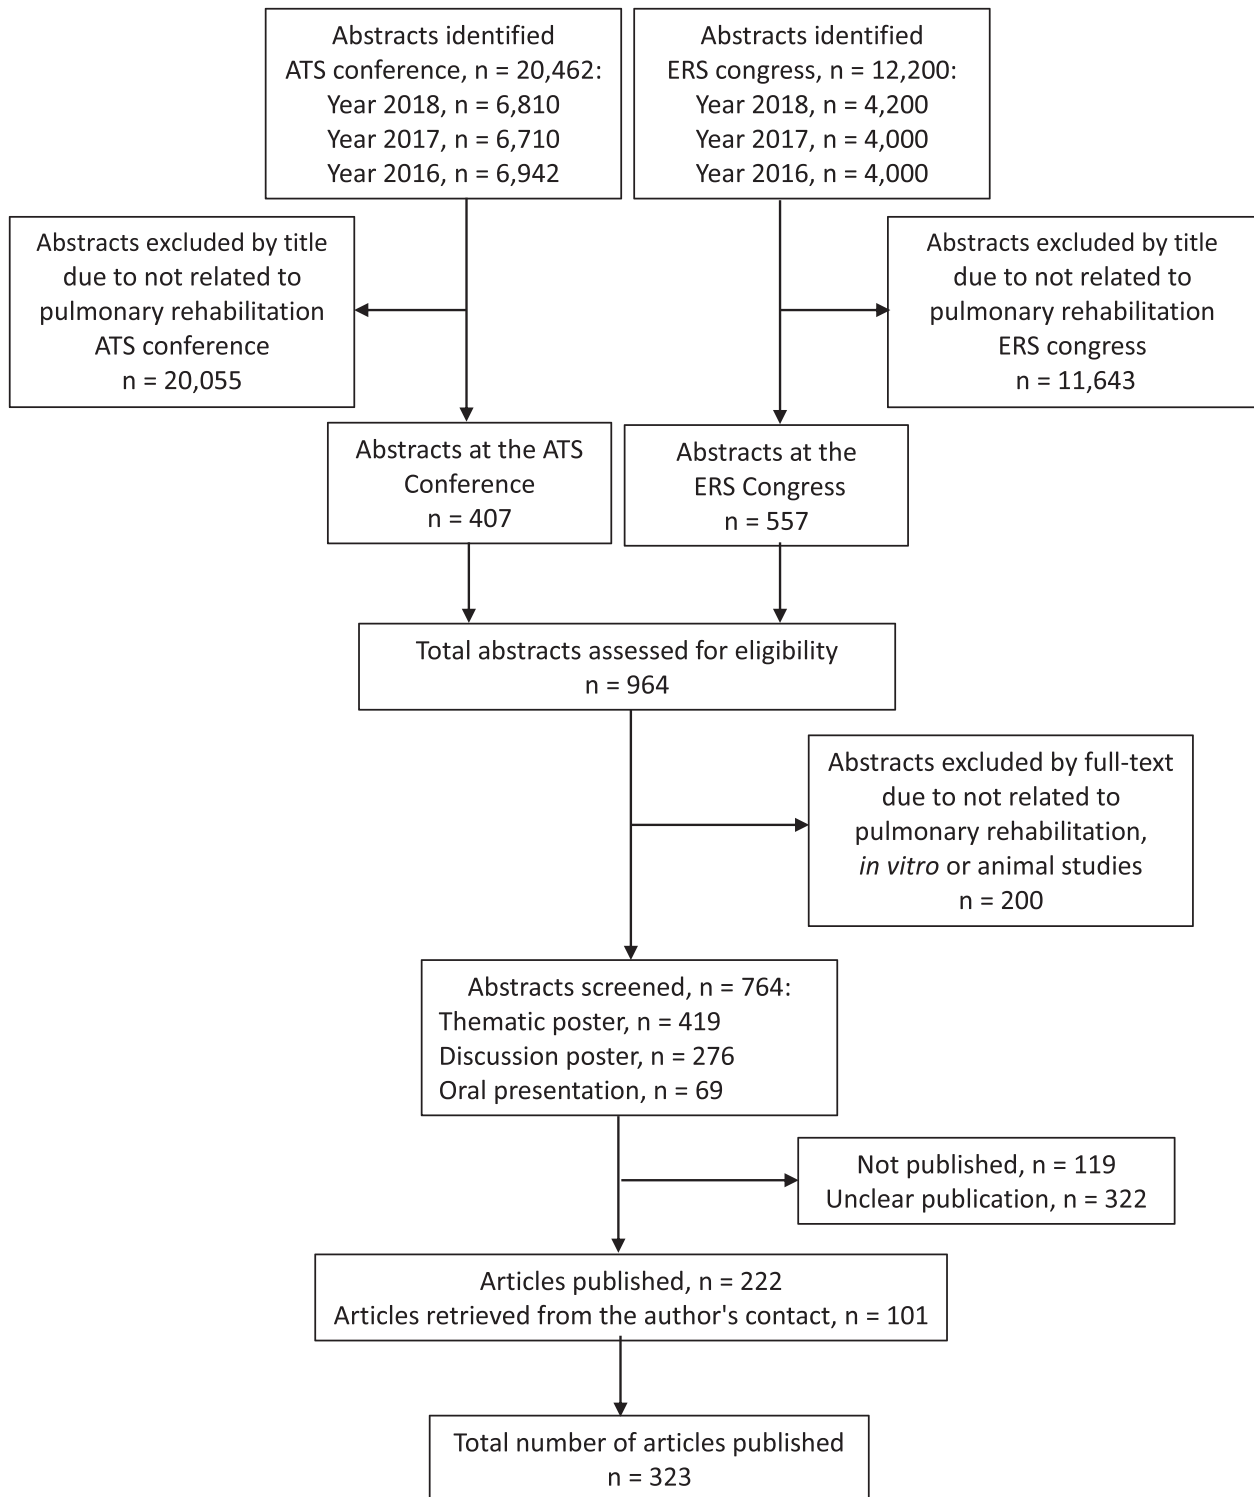 Abstracts identified
ATS conference, n = 20,462:
Year 2018, n = 6,810
Year 2017, n = 6,710
Year 2016, n = 6,942
Abstracts identified
ERS congress, n = 12,200:
Year 2018, n = 4,200
Year 2017, n = 4,000
Year 2016, n = 4,000
Abstracts excluded by title
due to not related to
pulmonary rehabilitation
ATS conference
n = 20,055
Abstracts excluded by title
due to not related to
pulmonary rehabilitation
ERS congress
n = 11,643
Abstracts at the ATS
Conference
n = 407
Abstracts at the
ERS Congress
n = 557
Total abstracts assessed for eligibility
n = 964
Abstracts excluded by full-text
due to not related to
pulmonary rehabilitation,
in vitro or animal studies
n = 200
Abstracts screened, n = 764:
Thematic poster, n = 419
Discussion poster, n = 276
Oral presentation, n = 69
Not published, n = 119
Unclear publication, n = 322
Articles published, n = 222
Articles retrieved from the author's contact, n = 101
Total number of articles published
n = 323